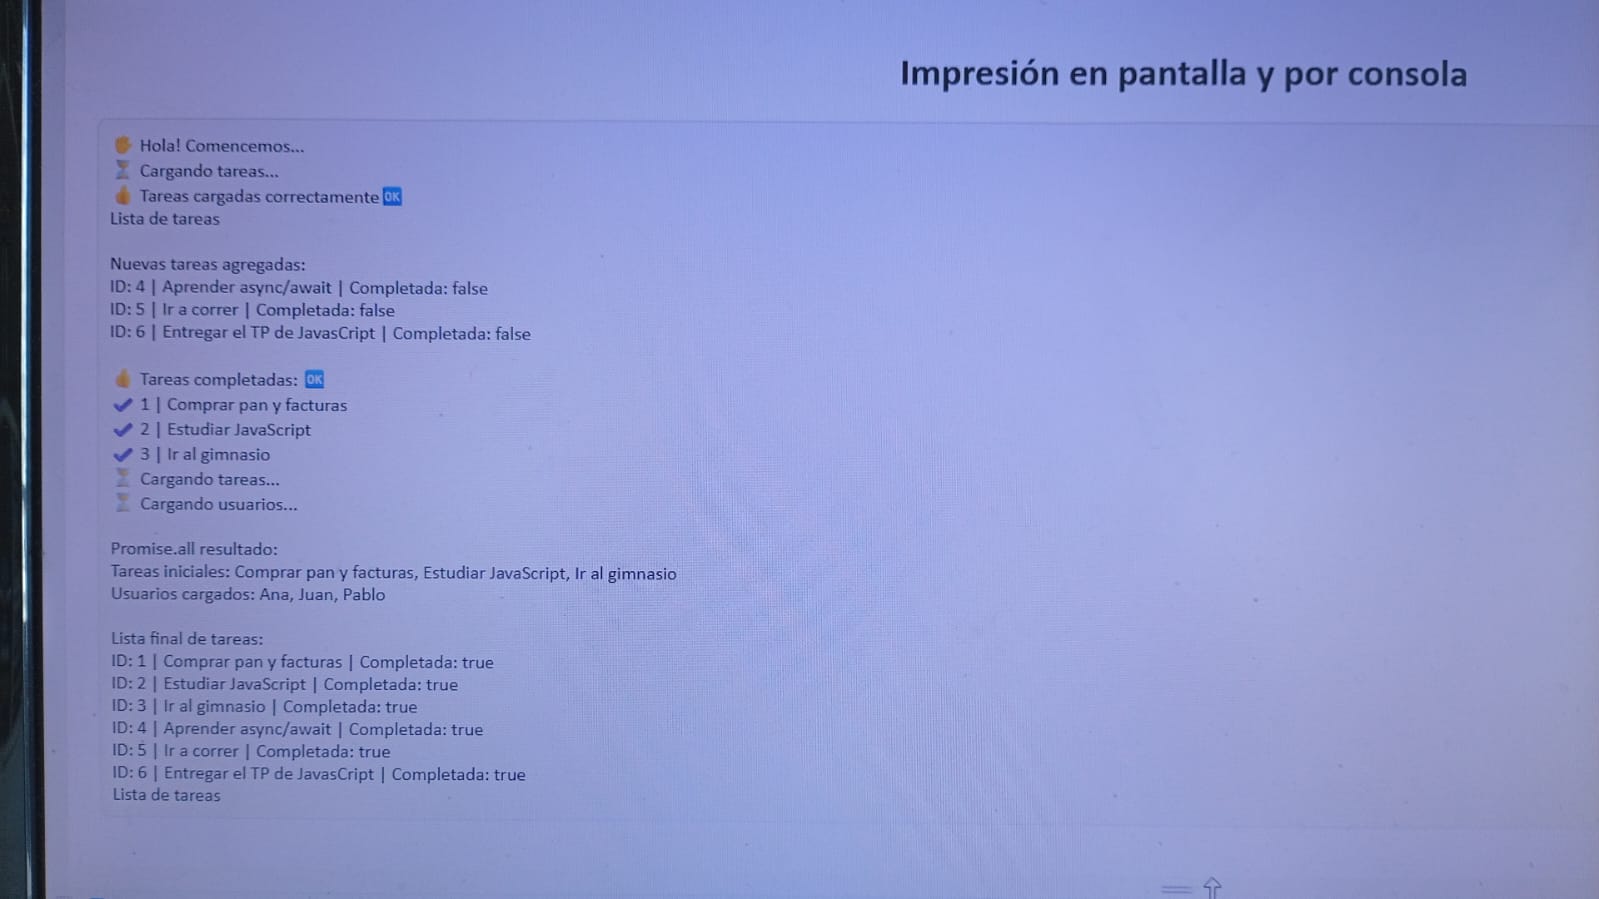 Impresión en pantalla y por consola
✋ Hola! Comencemos...
⏳ Cargando tareas...
👍 Tareas cargadas correctamente 🆗
Lista de tareas
Nuevas tareas agregadas:
ID: 4 | Aprender async/await | Completada: false
ID: 5 | Ir a correr | Completada: false
ID: 6 | Entregar el TP de JavasCript | Completada: false
👍 Tareas completadas: 🆗
✔ 1 | Comprar pan y facturas
✔ 2 | Estudiar JavaScript
✔ 3 | Ir al gimnasio
⏳ Cargando tareas...
⏳ Cargando usuarios...
Promise.all resultado:
Tareas iniciales: Comprar pan y facturas, Estudiar JavaScript, Ir al gimnasio
Usuarios cargados: Ana, Juan, Pablo
Lista final de tareas:
ID: 1 | Comprar pan y facturas | Completada: true
ID: 2 | Estudiar JavaScript | Completada: true
ID: 3 | Ir al gimnasio | Completada: true
ID: 4 | Aprender async/await | Completada: true
ID: 5 | Ir a correr | Completada: true
ID: 6 | Entregar el TP de JavasCript | Completada: true
Lista de tareas